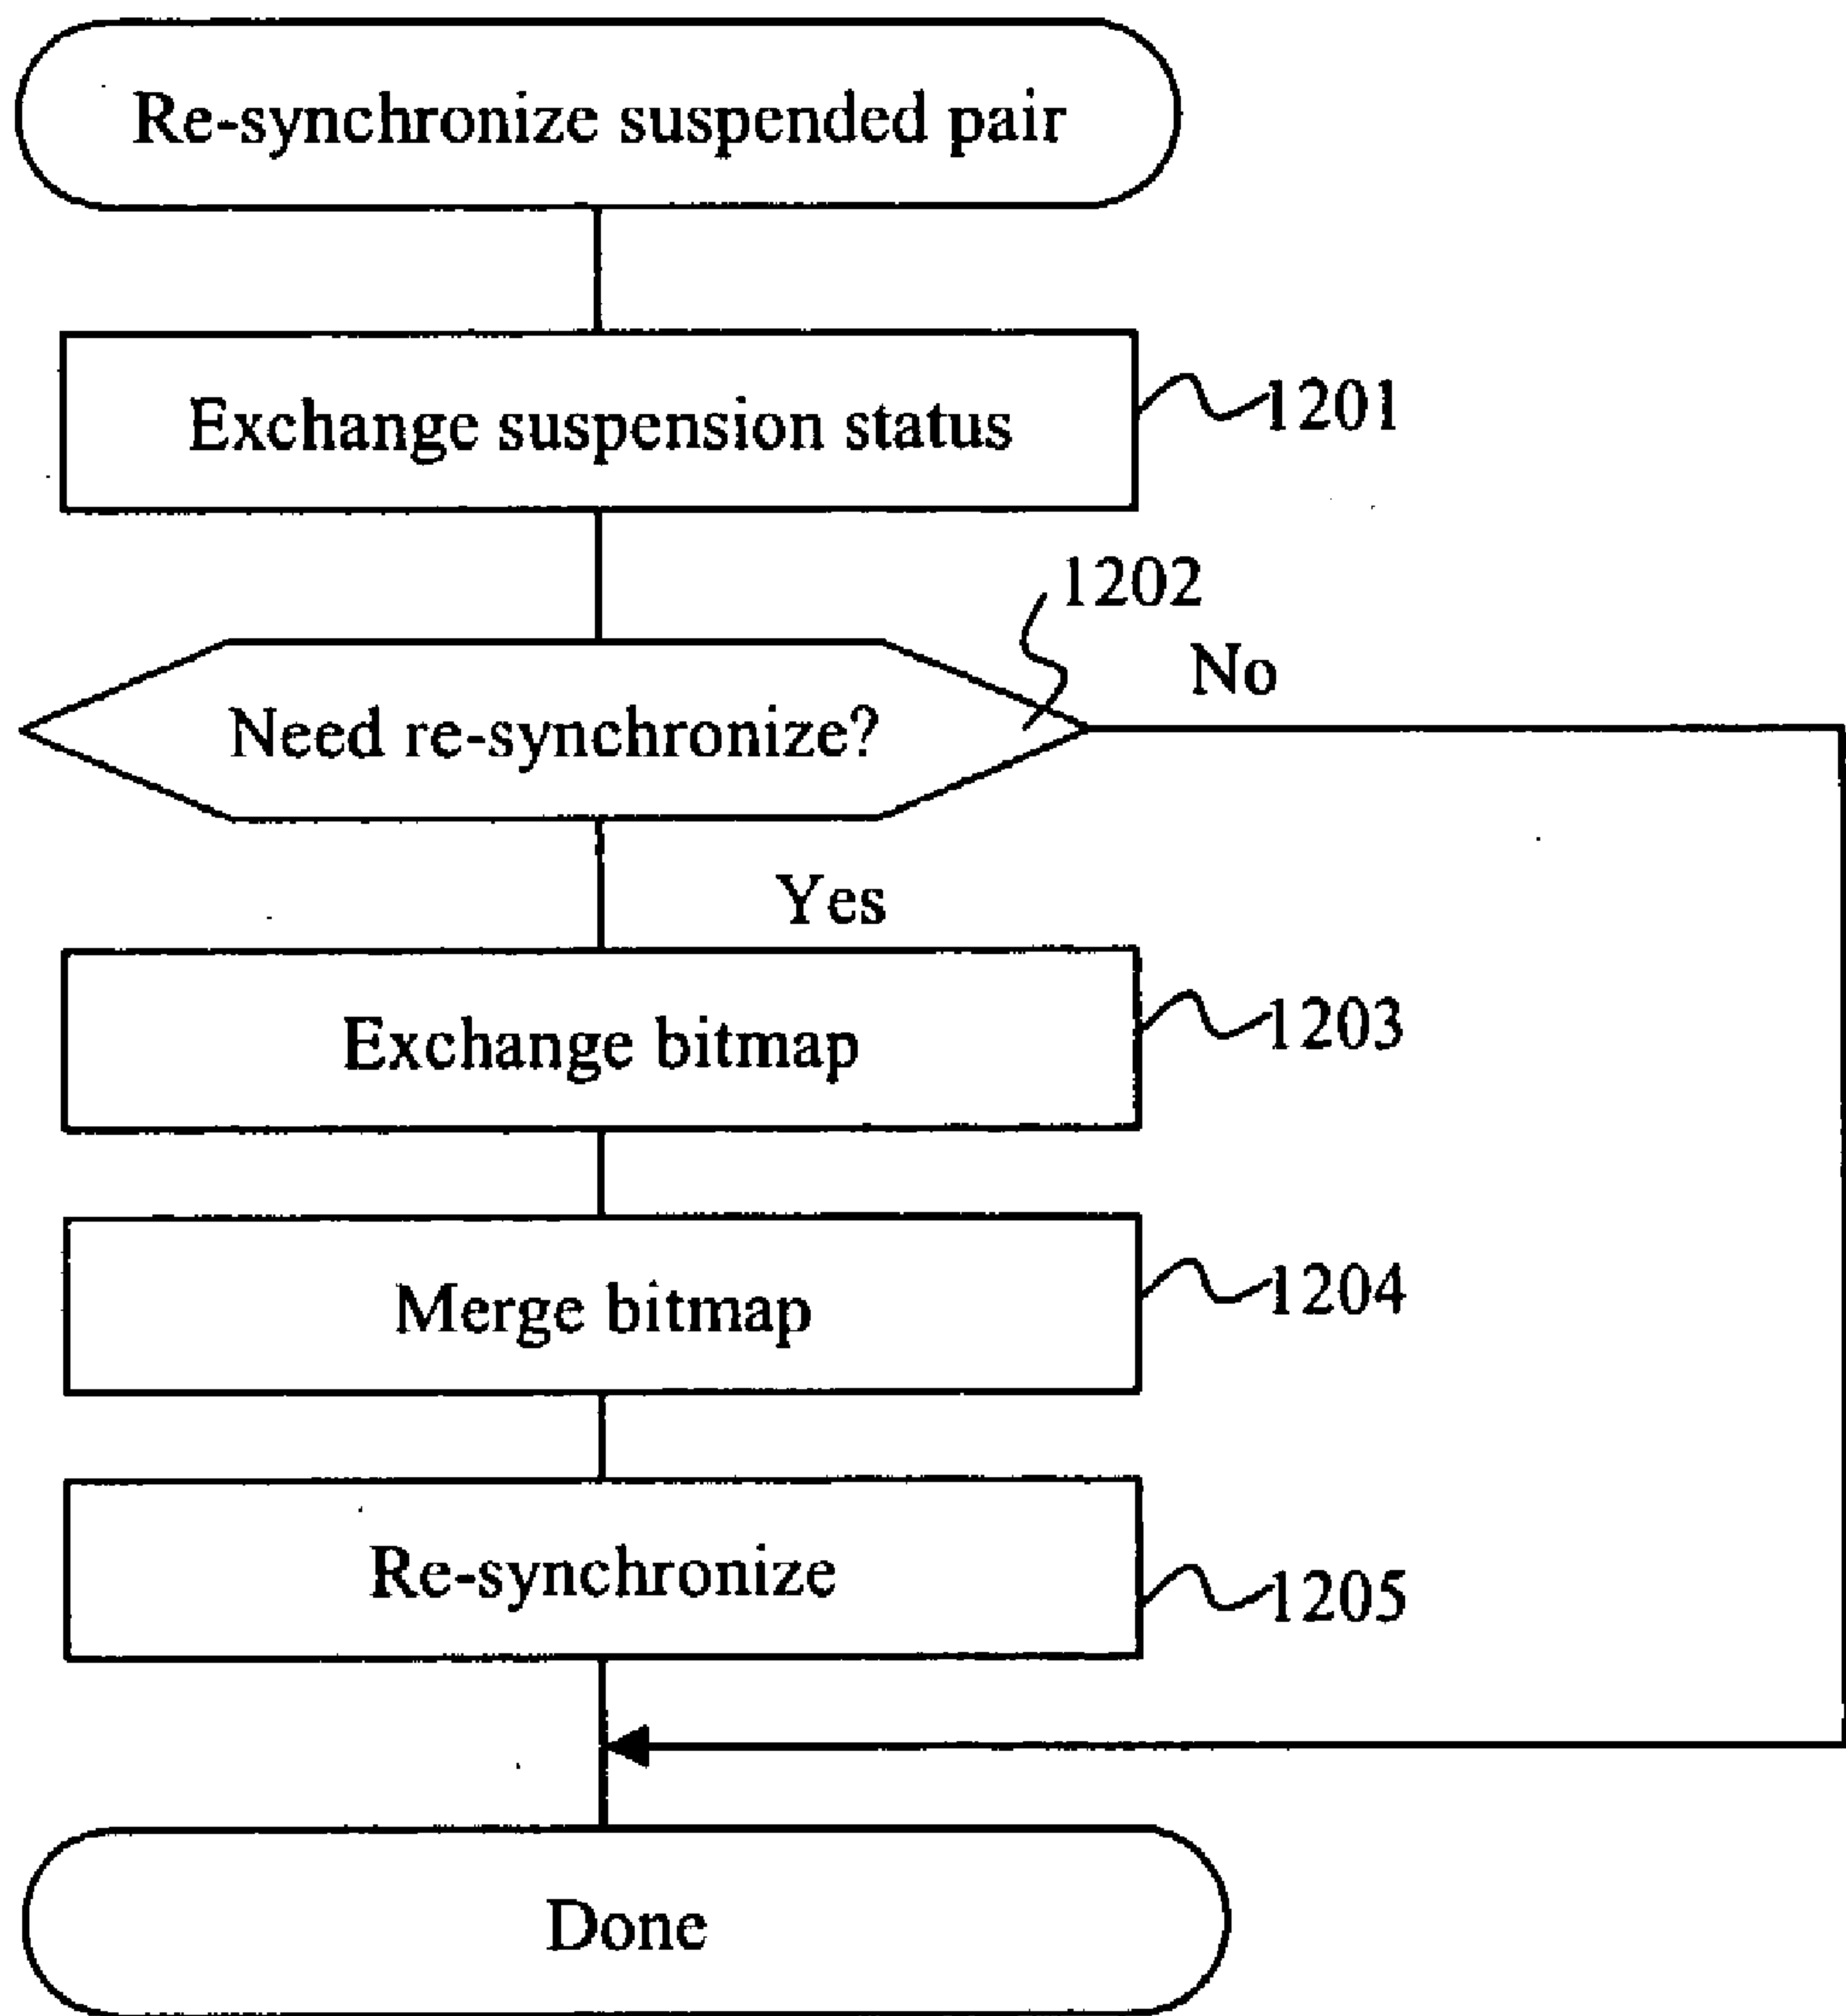 Re-synchronize suspended pair
Exchange suspension status
1201
1202
No
Need re-synchronize?
Yes
Exchange bitmap
1203
Merge bitmap
1204
Re-synchronize
1205
Done